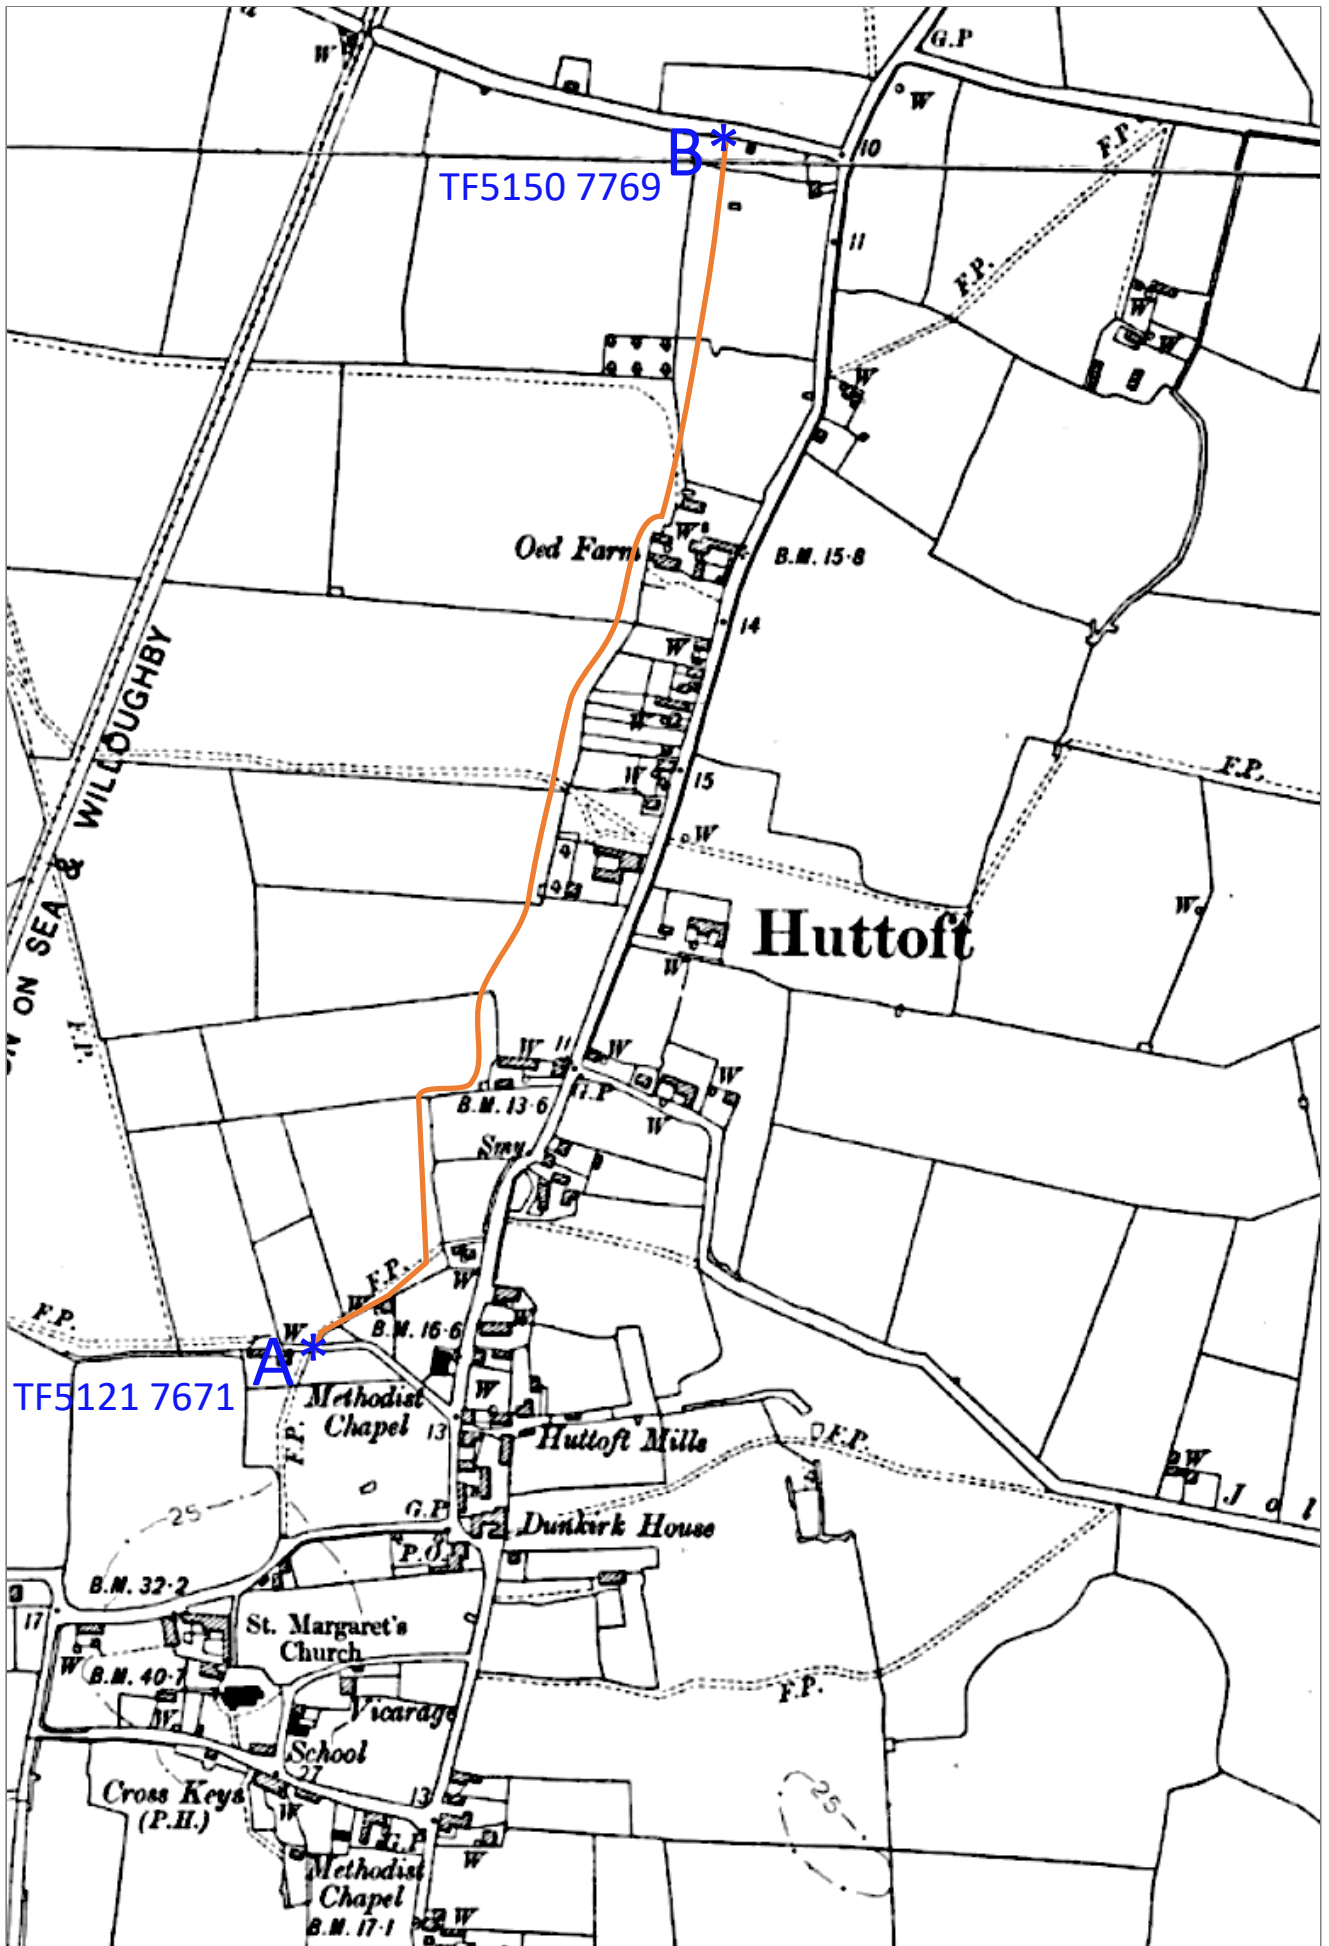 G.P
W
W
B*
10
F.P.
TF5150 7769
11
F.P.
W
W
W
Oed Farm
W
B.M. 15·8
14
W
WILLOUGHBY
W
F.P.
W
15
W
&
Huttoft
W
ON SEA
W
F.P.
W
11
W
G.P
W
B.M. 13·6
W
Smy
F.P.
W
W
F.P.
W
B.M. 16·6
W
A*
TF5121 7671
Methodist
Chapel
W
13
F.P.
Huttoft Mills
F.P.
W
G.P
J o l
25
Dunkirk House
P.O.
B.M. 32·2
17
St. Margaret's
Church
W
B.M. 40·7
F.P.
W
Vicarage
School
27
Cross Keys
(P.H.)
13
W
25
G.P
W
Methodist
Chapel
B.M. 17·1
W